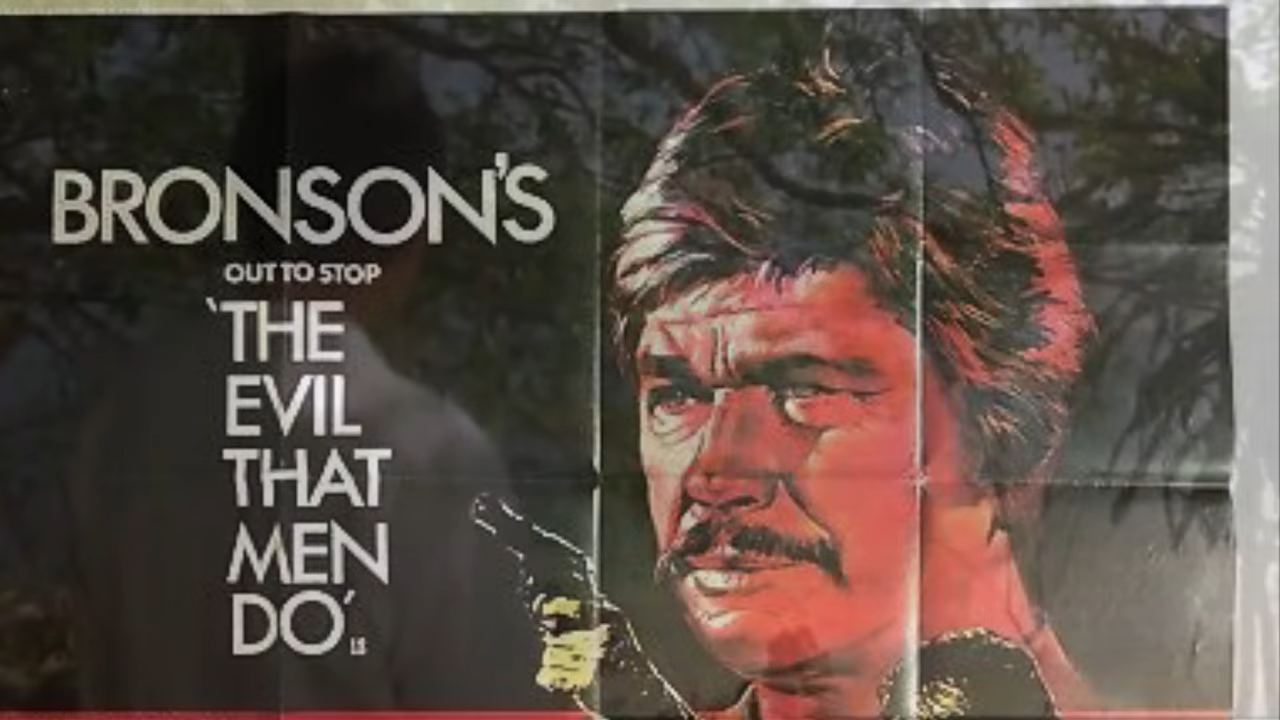 BRONSON'S
OUT TO STOP
‘THE
EVIL
THAT
MEN
DO’